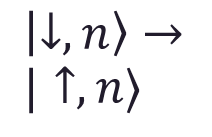 |↓, n⟩ →
| ↑, n⟩